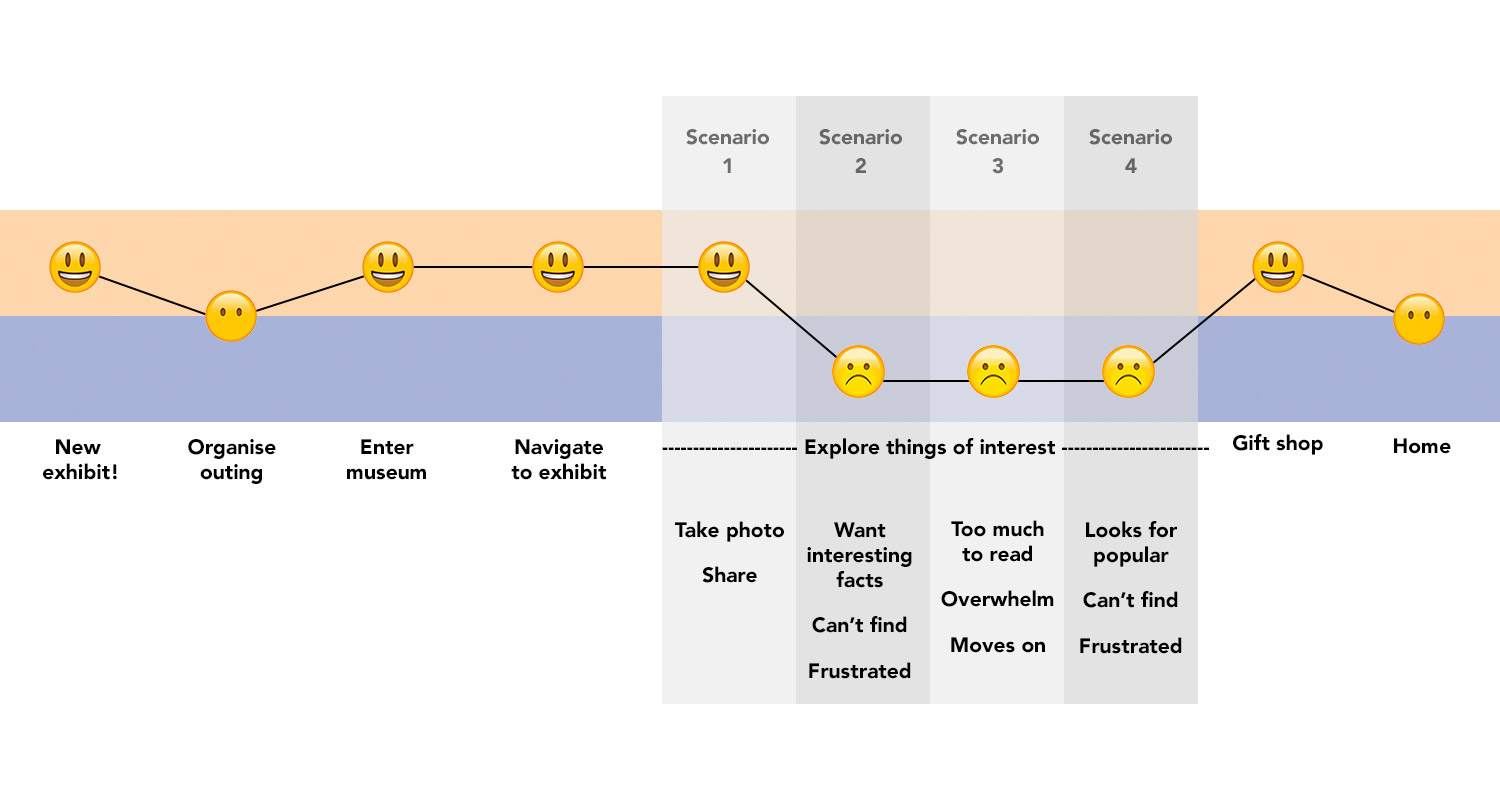 Scenario
1
Scenario
2
Scenario
3
Scenario
4
New
exhibit!
Organise
outing
Enter
museum
Navigate
to exhibit
Explore things of interest
Gift shop
Home
Take photo
Share
Want
interesting
facts
Can't find
Frustrated
Too much
to read
Overwhelm
Moves on
Looks for
popular
Can't find
Frustrated